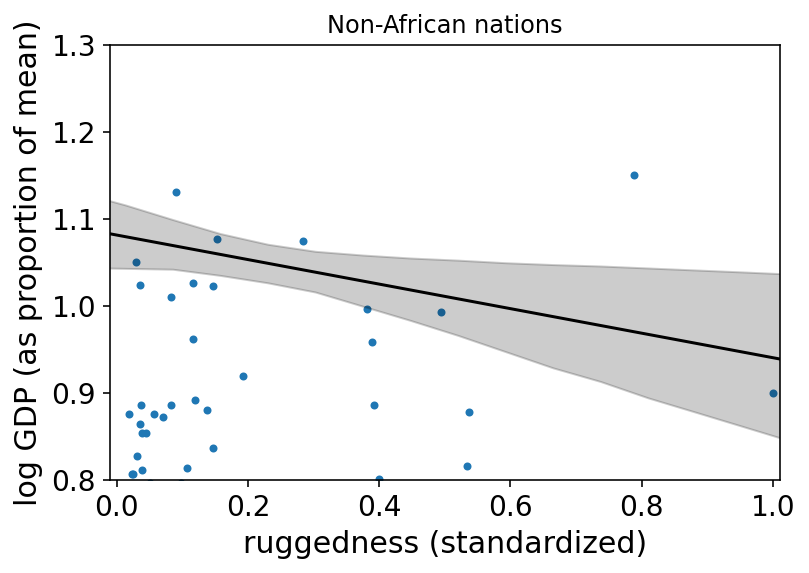 Non-African nations
log GDP (as proportion of mean)
1.3
1.2
1.1
1.0
0.9
0.8
0.0 0.2 0.4 0.6 0.8 1.0
ruggedness (standardized)